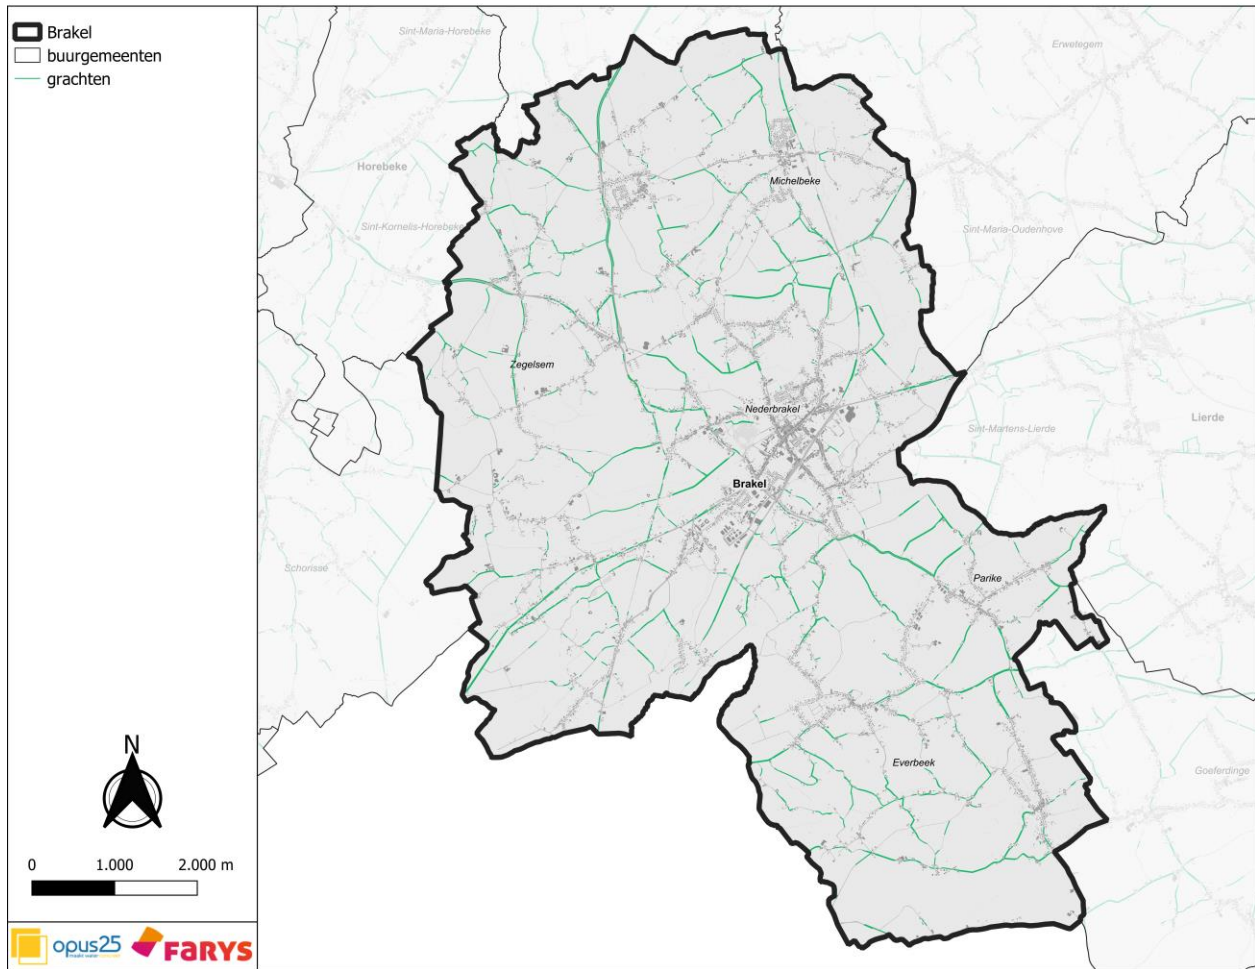 Brakel
buurgemeenten
grachten
Sint-Maria-Horebeke
Erwetegem
Horebeke
Michelbeke
Sint-Kornelis-Horebeke
Sint-Maria-Oudenhove
Zegelsem
Nederbrakel
Lierde
Sint-Martens-Lierde
Brakel
Schorisse
Parike
N
Everbeek
Goeferdinge
0 1.000 2.000 m
opus25
FARYS